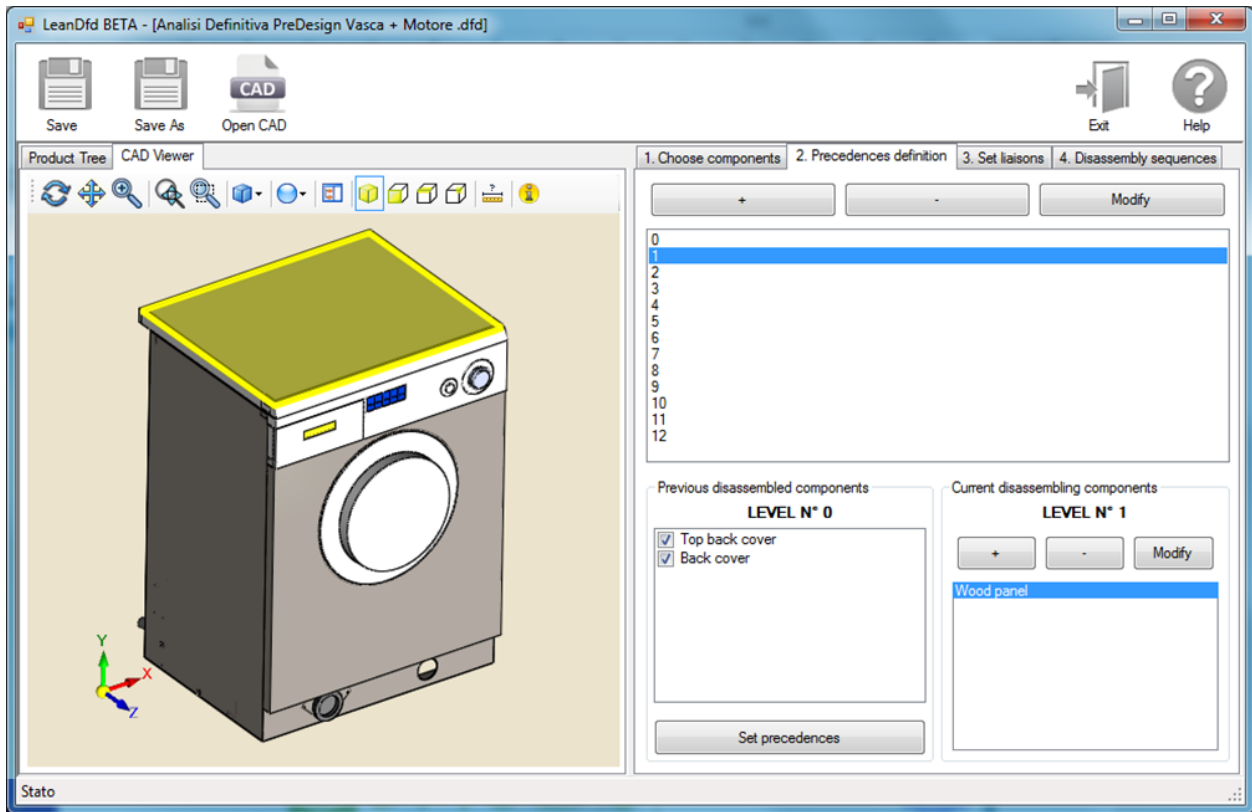 LeanDfd BETA - [Analisi Definitiva PreDesign Vasca + Motore .dfd]
CAD
Save Save As Open CAD Exit Help
Product Tree CAD Viewer
1. Choose components 2. Precedences definition 3. Set liaisons 4. Disassembly sequences
+ - Modify
0
1
2
3
4
5
6
7
8
9
10
11
12
Previous disassembled components
LEVEL N° 0
Top back cover
Back cover
Set precedences
Current disassembling components
LEVEL N° 1
+ - Modify
Wood panel
Y
X
Z
Stato